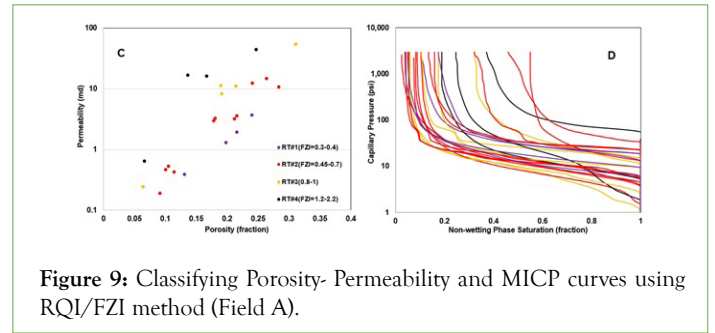 C
Permeability (md)
100
10
1
0.1
0
0.05
0.1
0.15
0.2
0.25
0.3
0.35
0.4
Porosity (fraction)
RT#1(FZI=0.3-0.4)
RT#2(FZI=0.45-0.7)
RT#3(0.8-1)
RT#4(FZI=1.2-2.2)
D
Capillary Pressure (psi)
10,000
1,000
100
10
1
0
0.2
0.4
0.6
0.8
1
Non-wetting Phase Saturation (fraction)
Figure 9: Classifying Porosity- Permeability and MICP curves using
RQI/FZI method (Field A).